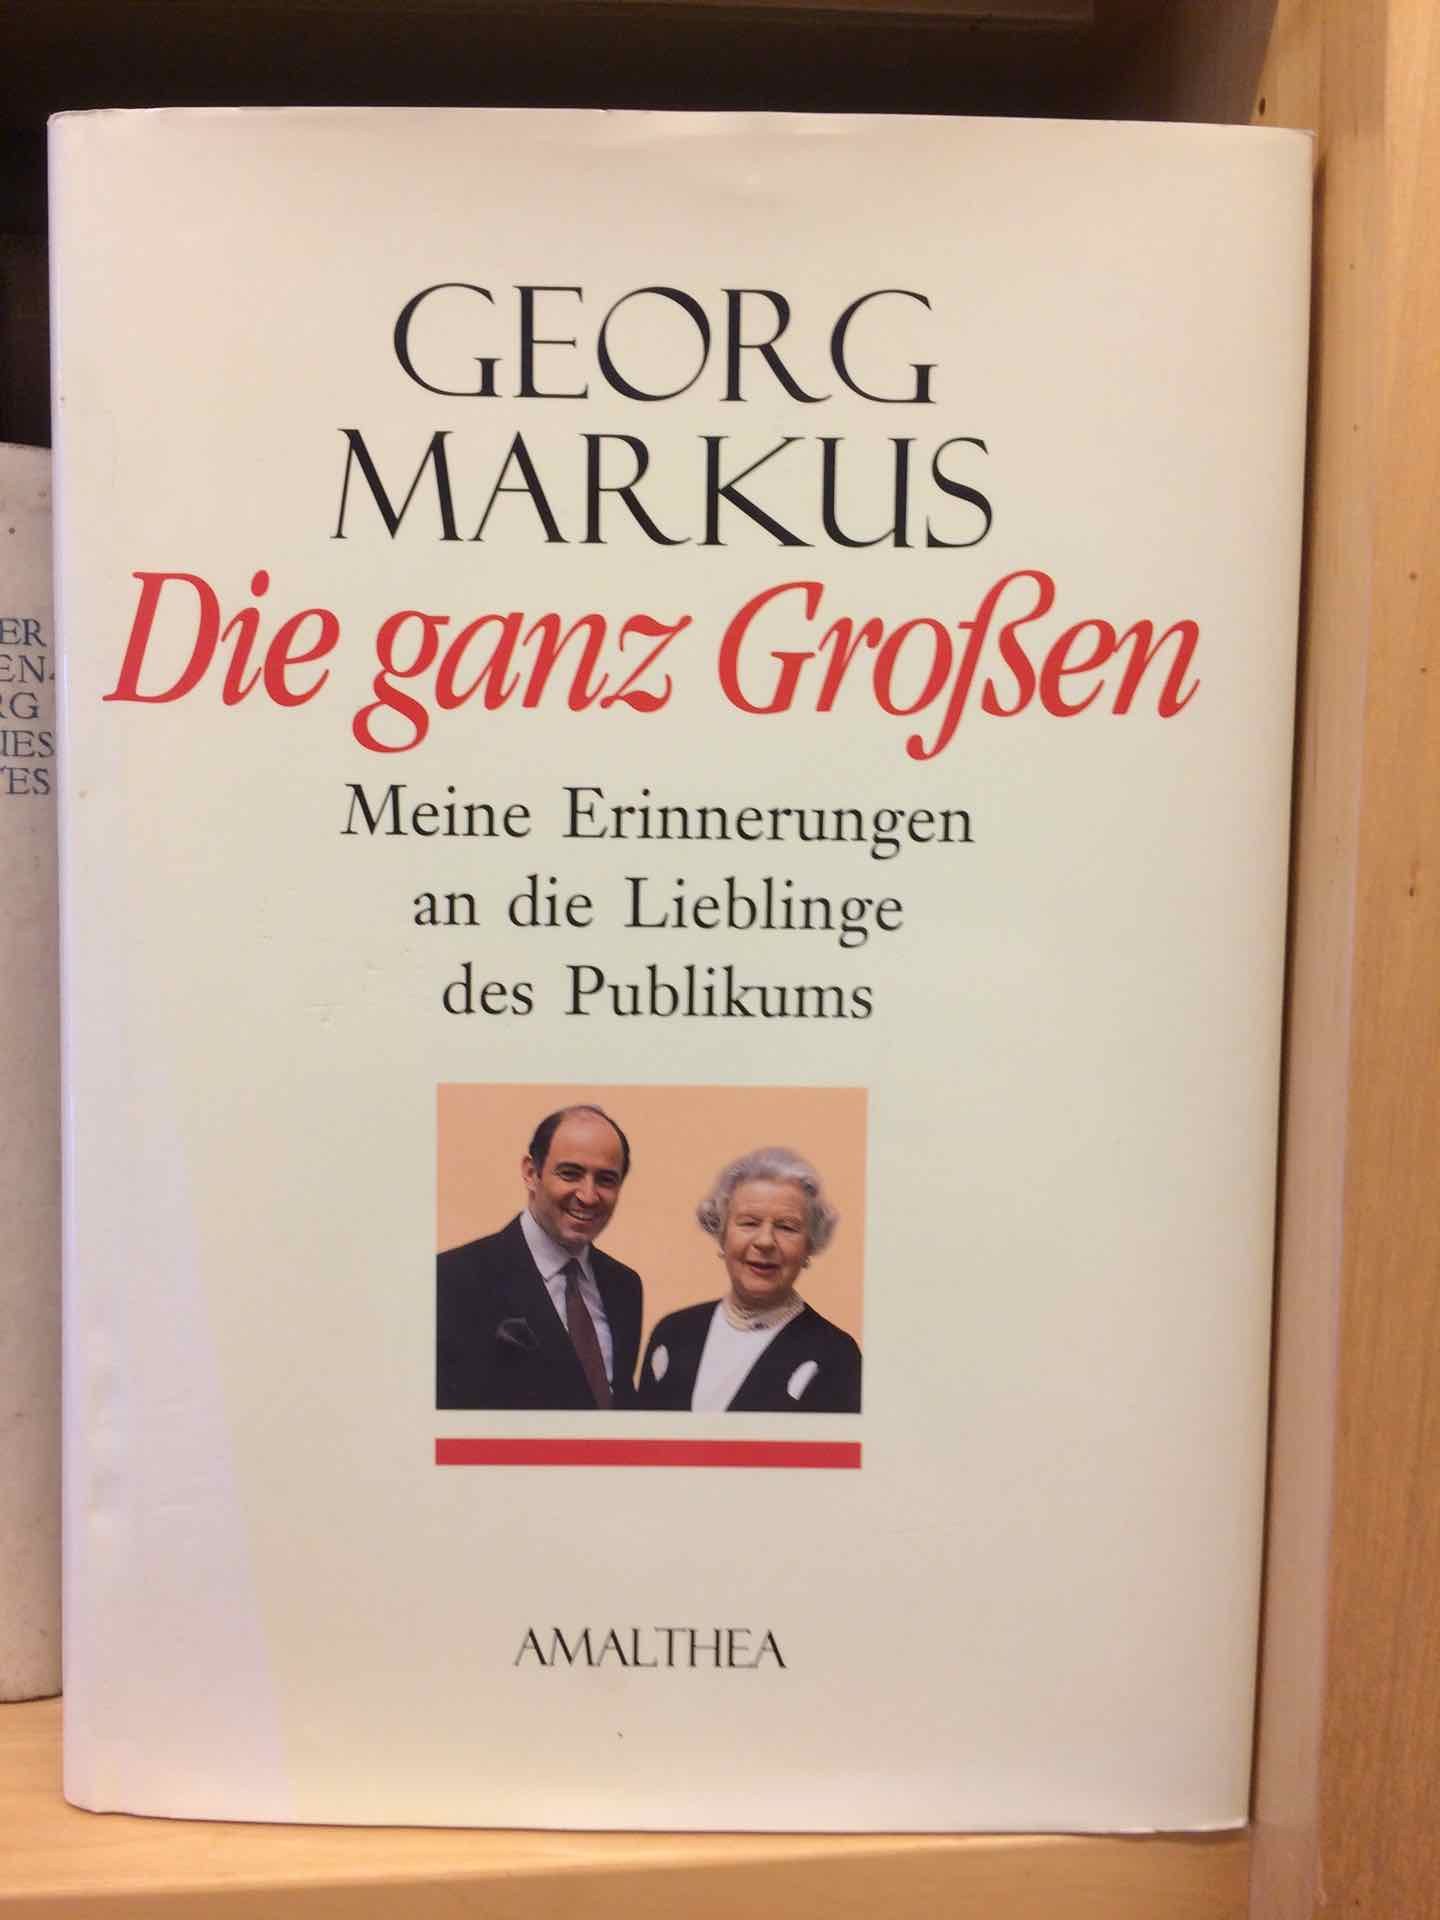 GEORG
MARKUS
Die ganz Großen
Meine Erinnerungen
an die Lieblinge
des Publikums
AMALTHEA